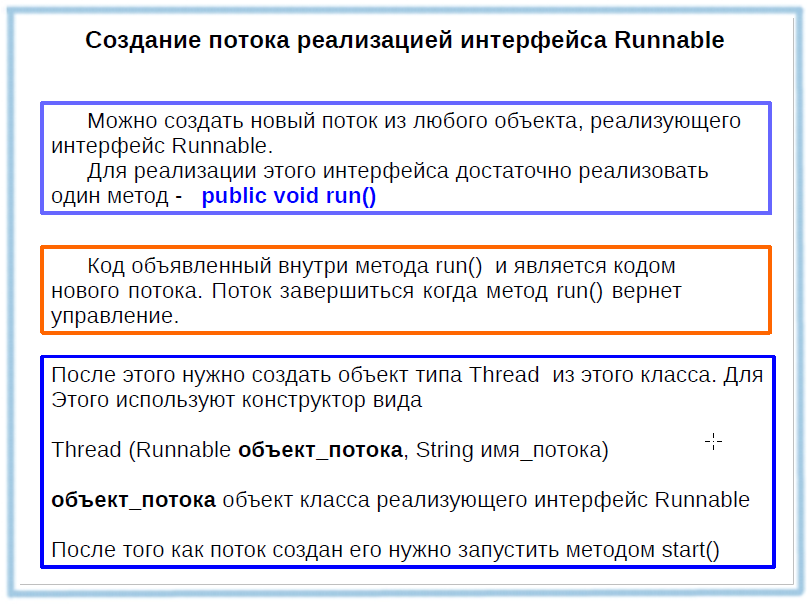 Создание потока реализацией интерфейса Runnable
Можно создать новый поток из любого объекта, реализующего
интерфейс Runnable.
Для реализации этого интерфейса достаточно реализовать
один метод - public void run()
Код объявленный внутри метода run() и является кодом
нового потока. Поток завершиться когда метод run() вернет
управление.
После этого нужно создать объект типа Thread из этого класса. Для
Этого используют конструктор вида
Thread (Runnable объект_потока, String имя_потока)
объект_потока объект класса реализующего интерфейс Runnable
После того как поток создан его нужно запустить методом start()